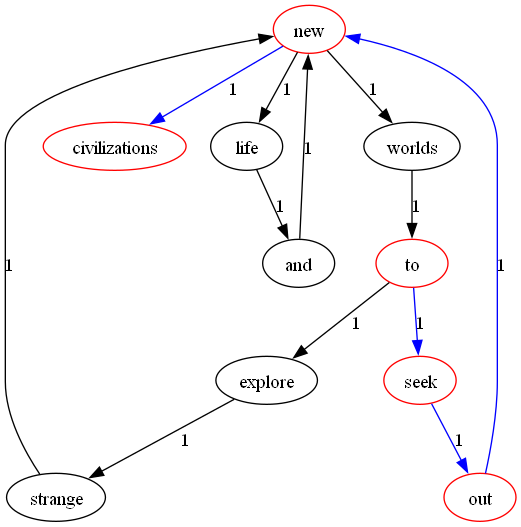 new
1
1
1
civilizations
life
worlds
1
1
1
and
to
1
1
1
1
explore
seek
1
1
strange
out